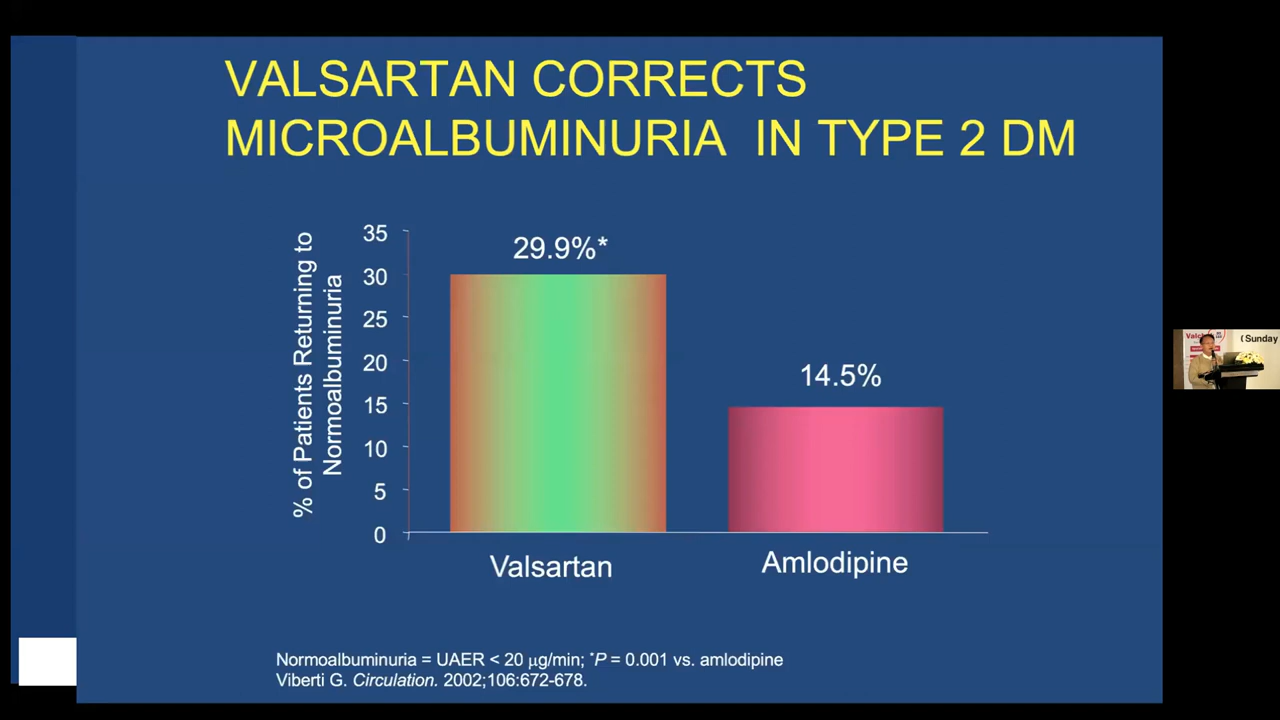 VALSARTAN CORRECTS
MICROALBUMINURIA IN TYPE 2 DM
% of Patients Returning to
Normoalbuminuria
35
30
25
20
15
10
5
0
29.9%*
14.5%
Valsartan
Amlodipine
Normoalbuminuria = UAER < 20 μg/min; *P = 0.001 vs. amlodipine
Viberti G. Circulation. 2002;106:672-678.
Sunday